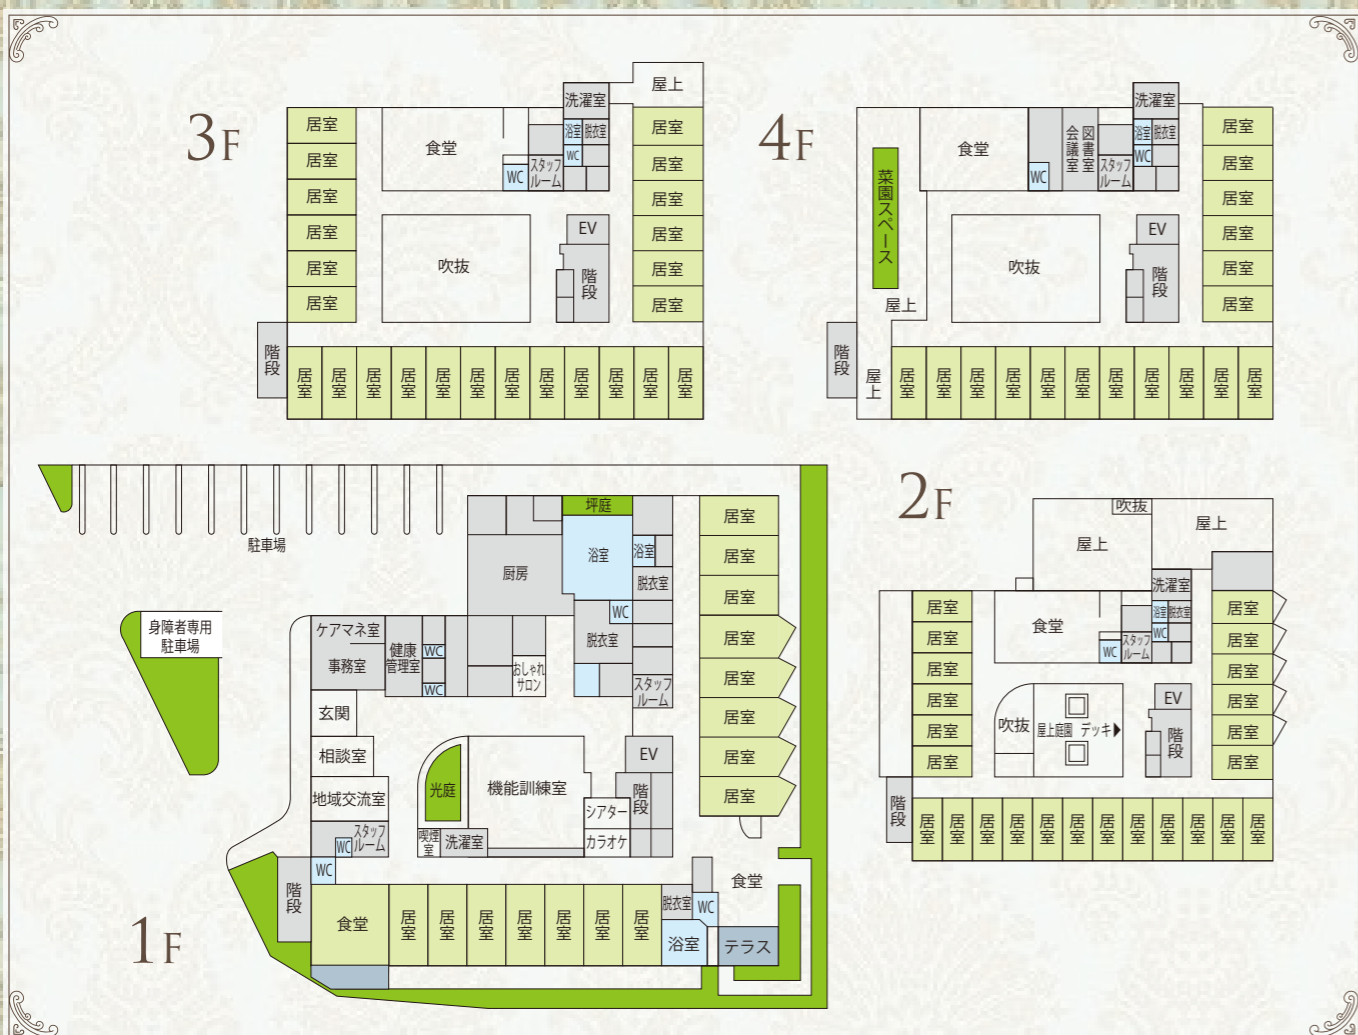 3F
居室
居室
居室
居室
居室
居室
食堂
WC
スタッフ
ルーム
洗濯室
浴室
脱衣室
WC
屋上
居室
居室
居室
居室
居室
居室
吹抜
EV
階段
階段
居室
居室
居室
居室
居室
居室
居室
居室
居室
居室
居室
居室
4F
菜園スペース
屋上
食堂
WC
図書室
会議室
スタッフ
ルーム
洗濯室
浴室
脱衣室
WC
居室
居室
居室
居室
居室
居室
吹抜
EV
階段
階段
屋上
居室
居室
居室
居室
居室
居室
居室
居室
居室
居室
居室
1F
駐車場
身障者専用
駐車場
坪庭
浴室
厨房
浴室
脱衣室
WC
脱衣室
スタッフ
ルーム
おしゃれ
サロン
ケアマネ室
事務室
健康
管理室
WC
WC
玄関
相談室
地域交流室
スタッフ
ルーム
WC
WC
光庭
機能訓練室
喫煙室
洗濯室
シアター
カラオケ
EV
階段
居室
居室
居室
居室
居室
居室
居室
居室
食堂
階段
食堂
居室
居室
居室
居室
居室
居室
居室
脱衣室
WC
浴室
テラス
2F
吹抜
屋上
屋上
居室
居室
居室
居室
居室
居室
食堂
WC
スタッフ
ルーム
洗濯室
浴室
脱衣室
WC
居室
居室
居室
居室
居室
居室
吹抜
屋上庭園 デッキ▶
EV
階段
階段
居室
居室
居室
居室
居室
居室
居室
居室
居室
居室
居室
居室